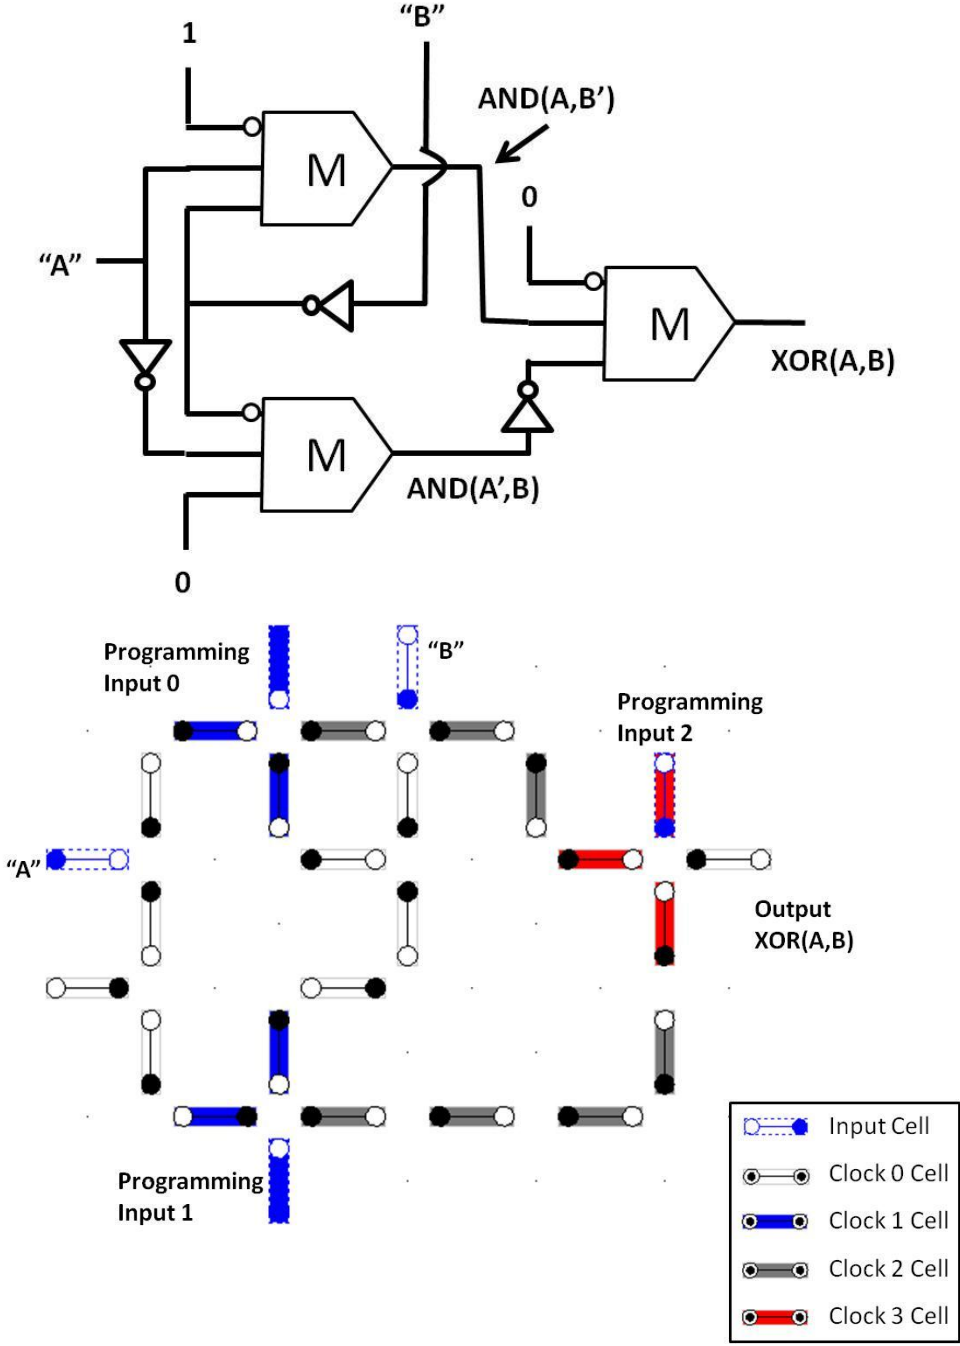 “B”
1
AND(A,B’)
M
0
“A”
M
XOR(A,B)
M
AND(A’,B)
0
Programming
Input 0
“B”
Programming
Input 2
“A”
Output
XOR(A,B)
Programming
Input 1
Input Cell
Clock 0 Cell
Clock 1 Cell
Clock 2 Cell
Clock 3 Cell